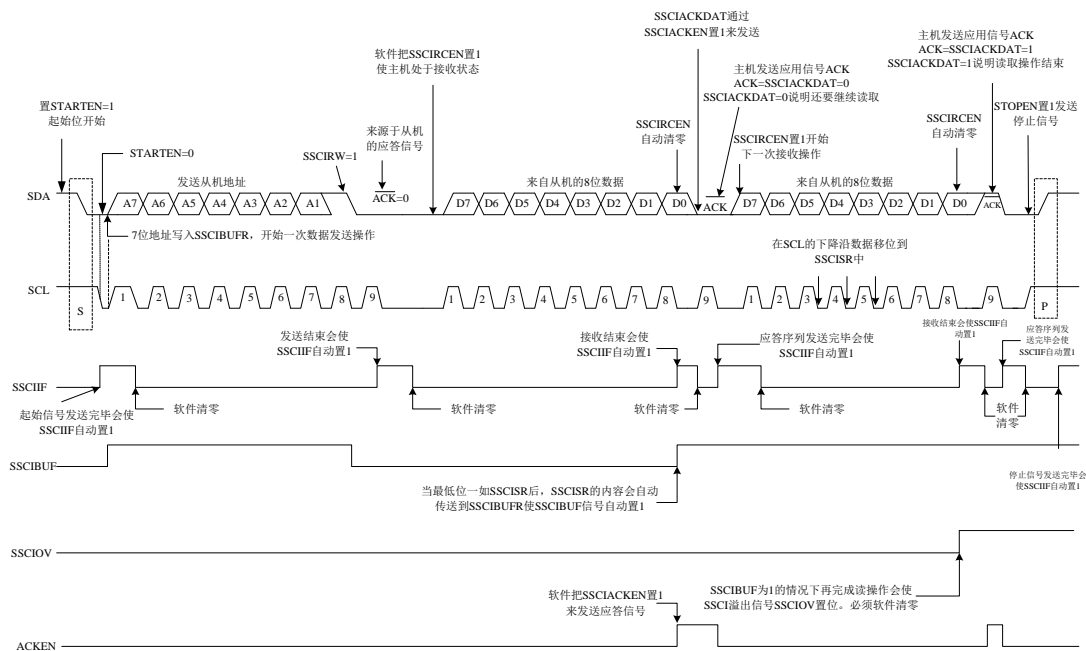 SSCIACKDAT通过
SSCIACKEN置1来发送
主机发送应用信号ACK
ACK=SSCIACKDAT=1
SSCIACKDAT=1说明读取操作结束
软件把SSCIRCEN置1
使主机处于接收状态
主机发送应用信号ACK
ACK=SSCIACKDAT=0
SSCIACKDAT=0说明还要继续读取
置STARTEN=1
起始位开始
STOPEN置1发送
停止信号
来源于从机
的应答信号
SSCIRCEN
自动清零
SSCIRCEN置1开始
下一次接收操作
SSCIRCEN
自动清零
STARTEN=0
SSCIRW=1
SDA
发送从机地址
ACK=0
来自从机的8位数据
来自从机的8位数据
A7 A6 A5 A4 A3 A2 A1
D7 D6 D5 D4 D3 D2 D1 D0 ACK
D7 D6 D5 D4 D3 D2 D1 D0 ACK
7位地址写入SSCIBUFR，开始一次数据发送操作
在SCL的下降沿数据移位到
SSCISR中
SCL
S
1 2 3 4 5 6 7 8 9
1 2 3 4 5 6 7 8 9
1 2 3 4 5 6 7 8 9
P
发送结束会使
SSCIIF自动置1
接收结束会使
SSCIIF自动置1
应答序列发送完毕会使
SSCIIF自动置1
接收结束会使SSCIIF自
动置1
应答序列发
送完毕会使
SSCIIF自动置1
SSCIIF
起始信号发送完毕会使
SSCIIF自动置1
软件清零
软件清零
软件清零
软件清零
软件
清零
SSCIBUF
当最低位一如SSCISR后，SSCISR的内容会自动
传送到SSCIBUFR使SSCIBUF信号自动置1
停止信号发送完毕会
使SSCIIF自动置1
SSCIOV
软件把SSCIACKEN置1
来发送应答信号
SSCIBUF为1的情况下再完成读操作会使
SSCI溢出信号SSCIOV置位。必须软件清零
ACKEN